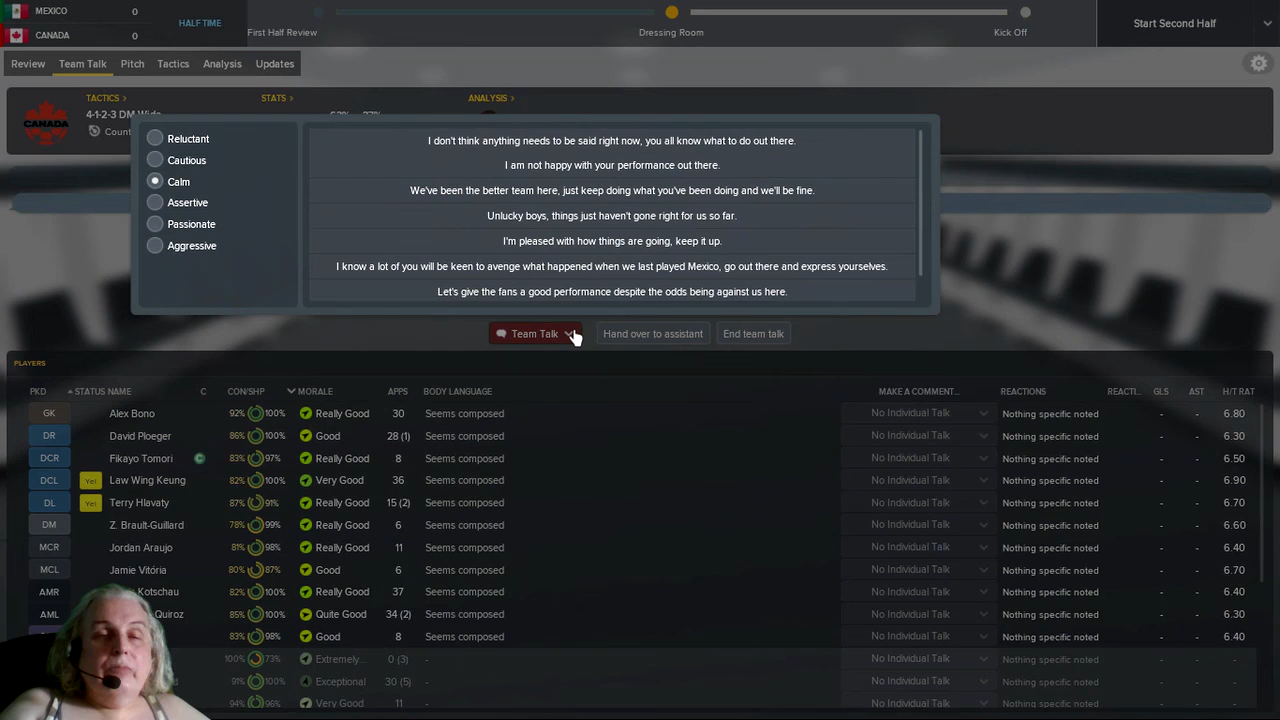 MEXICO 0
CANADA 0
HALF TIME
First Half Review
Dressing Room
Kick Off
Start Second Half
Review Team Talk Pitch Tactics Analysis Updates
TACTICS > STATS > ANALYSIS >
4-1-2-3 DM Wide
Reluctant
Cautious
Calm
Assertive
Passionate
Aggressive
I don't think anything needs to be said right now, you all know what to do out there.
I am not happy with your performance out there.
We've been the better team here, just keep doing what you've been doing and we'll be fine.
Unlucky boys, things just haven't gone right for us so far.
I'm pleased with how things are going, keep it up.
I know a lot of you will be keen to avenge what happened when we last played Mexico, go out there and express yourselves.
Let's give the fans a good performance despite the odds being against us here.
Team Talk Hand over to assistant End team talk
PLAYERS
PKD STATUS NAME C CON/SHP MORALE APPS BODY LANGUAGE MAKE A COMMENT... REACTIONS REACTI... GLS AST H/T RAT
GK Alex Bono 92% 100% Really Good 30 Seems composed No Individual Talk Nothing specific noted - - 6.80
DR David Ploeger 86% 100% Good 28 (1) Seems composed No Individual Talk Nothing specific noted - - 6.30
DCR Fikayo Tomori C 83% 97% Really Good 8 Seems composed No Individual Talk Nothing specific noted - - 6.50
DCL Yel Law Wing Keung 82% 100% Very Good 36 Seems composed No Individual Talk Nothing specific noted - - 6.90
DL Yel Terry Hlavaty 87% 91% Really Good 15 (2) Seems composed No Individual Talk Nothing specific noted - - 6.70
DM Z. Brault-Guillard 78% 99% Really Good 6 Seems composed No Individual Talk Nothing specific noted - - 6.60
MCR Jordan Araujo 81% 98% Really Good 11 Seems composed No Individual Talk Nothing specific noted - - 6.40
MCL Jamie Vitória 80% 87% Good 6 Seems composed No Individual Talk Nothing specific noted - - 6.70
AMR Kotschau 82% 100% Really Good 37 Seems composed No Individual Talk Nothing specific noted - - 6.40
AML Quiroz 85% 100% Quite Good 34 (2) Seems composed No Individual Talk Nothing specific noted - - 6.30
83% 98% Good 8 Seems composed No Individual Talk Nothing specific noted - - 6.40
100% 73% Extremely... 0 (3) - No Individual Talk Nothing specific noted - - -
91% 100% Exceptional 30 (5) - No Individual Talk Nothing specific noted - - -
94% 96% Very Good 11 - No Individual Talk Nothing specific noted - - -